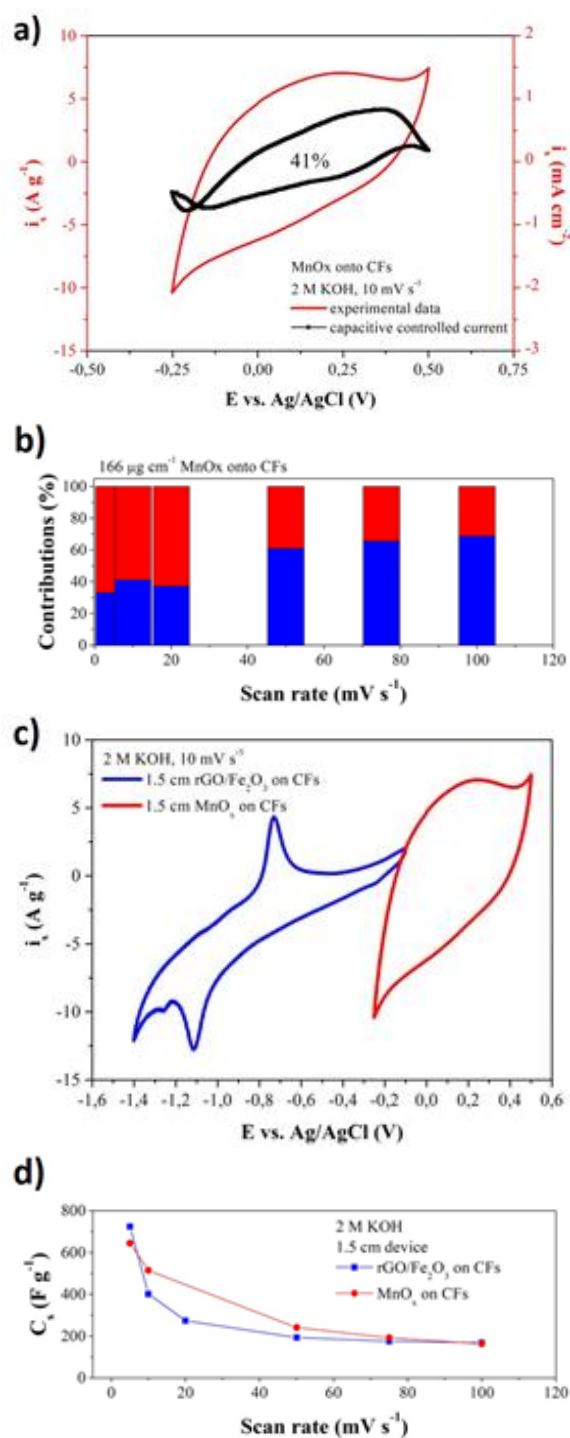 a)
10
5
0
-5
-10
-15
i_s (A g⁻¹)
2
1
0
-1
-2
-3
i_s (mA cm⁻²)
41%
MnOx onto CFs
2 M KOH, 10 mV s⁻¹
experimental data
capacitive controlled current
-0,50 -0,25 0,00 0,25 0,50 0,75
E vs. Ag/AgCl (V)
b)
166 µg cm⁻¹ MnOx onto CFs
100
80
60
40
20
0
Contributions (%)
0 20 40 60 80 100 120
Scan rate (mV s⁻¹)
c)
10
5
0
-5
-10
-15
i_s (A g⁻¹)
2 M KOH, 10 mV s⁻¹
1.5 cm rGO/Fe₂O₃ on CFs
1.5 cm MnOₓ on CFs
-1,6 -1,4 -1,2 -1,0 -0,8 -0,6 -0,4 -0,2 0,0 0,2 0,4 0,6
E vs. Ag/AgCl (V)
d)
800
600
400
200
0
C_s (F g⁻¹)
2 M KOH
1.5 cm device
rGO/Fe₂O₃ on CFs
MnOₓ on CFs
0 20 40 60 80 100 120
Scan rate (mV s⁻¹)